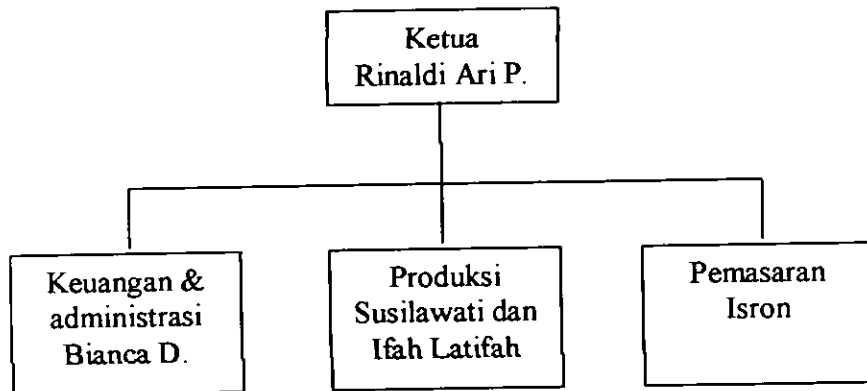 Ketua
Rinaldi Ari P.
Keuangan &
administrasi
Bianca D.
Produksi
Susilawati dan
Ifah Latifah
Pemasaran
Isron